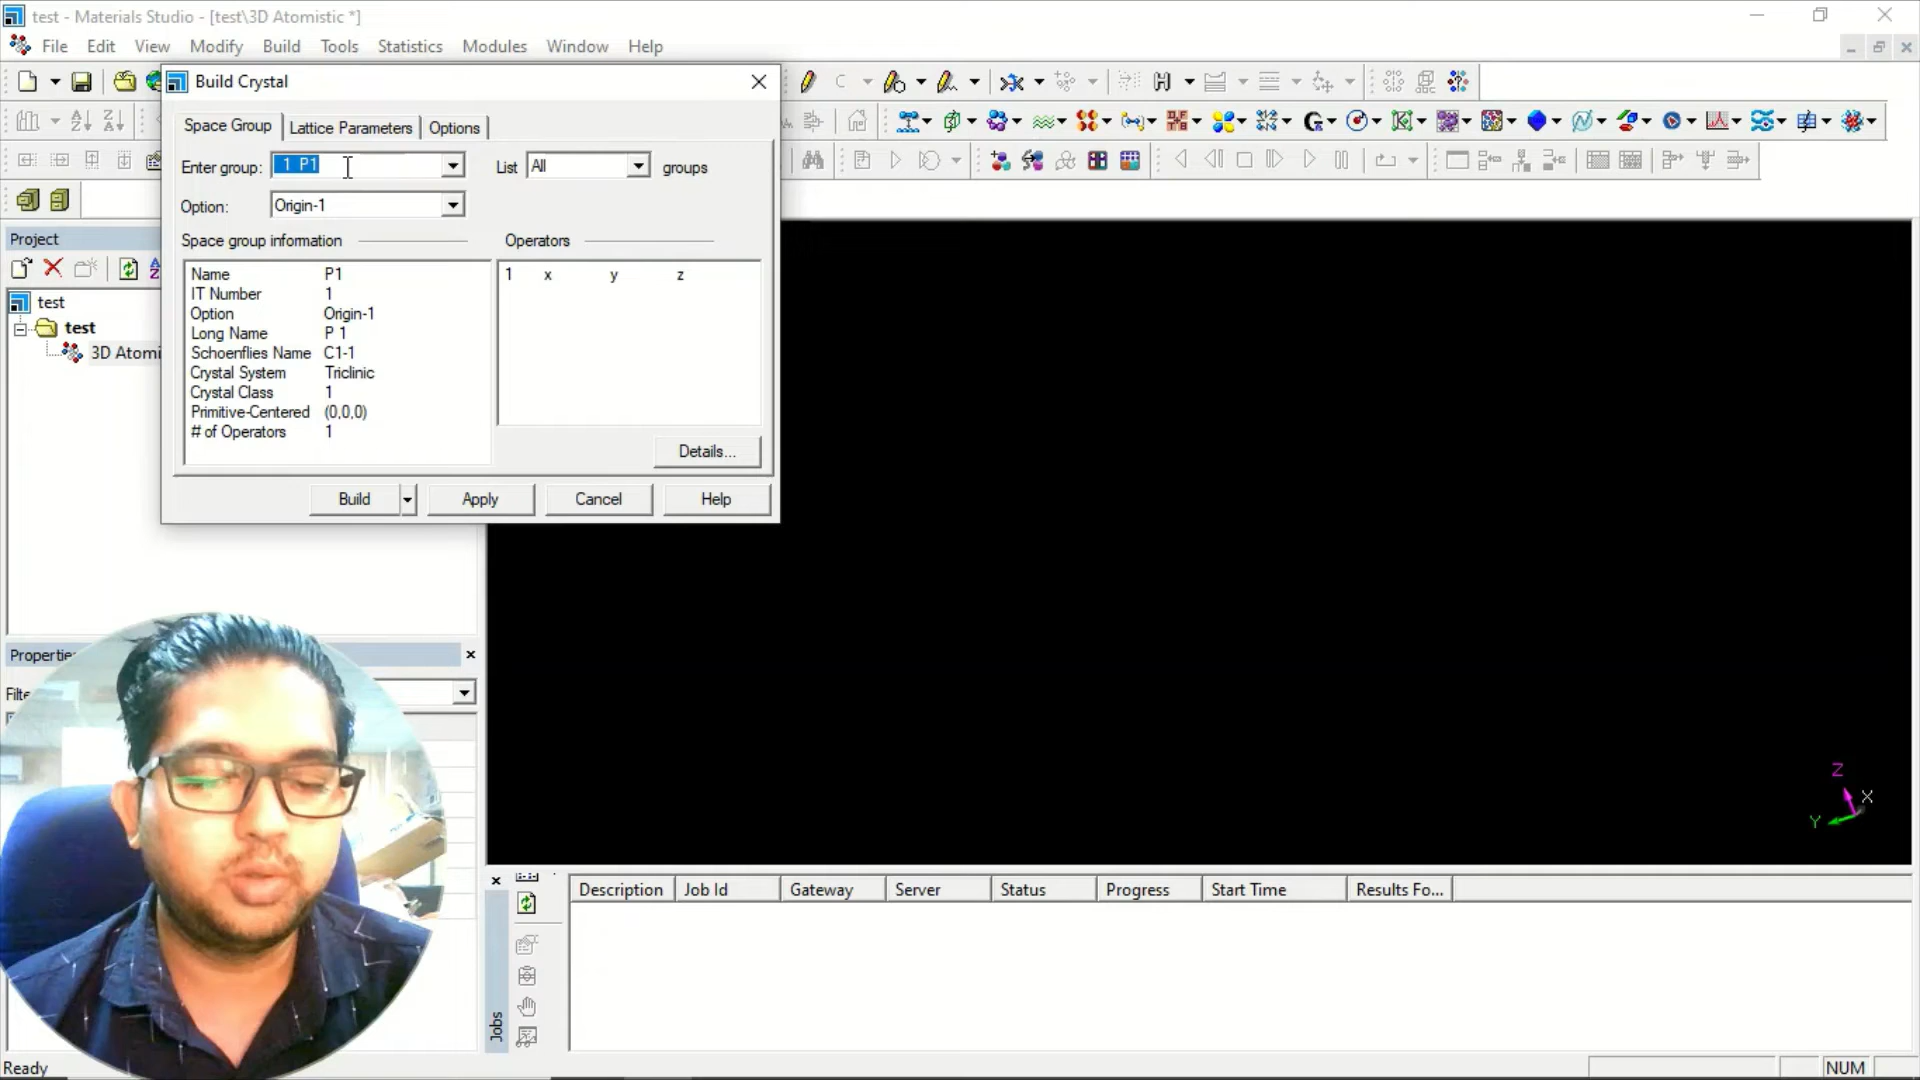 test - Materials Studio - [test\3D Atomistic *]
File Edit View Modify Build Tools Statistics Modules Window Help
Build Crystal
Space Group Lattice Parameters Options
Enter group: 1 P1 List All groups
Option: Origin-1
Space group information Operators
Name P1
IT Number 1
Option Origin-1
Long Name P 1
Schoenflies Name C1-1
Crystal System Triclinic
Crystal Class 1
Primitive-Centered (0,0,0)
# of Operators 1
1 x y z
Details...
Build Apply Cancel Help
Project
test
test
3D Atomi
Propertie
Filte
Z
X
Y
Description Job Id Gateway Server Status Progress Start Time Results Fo...
Jobs
Ready
NUM